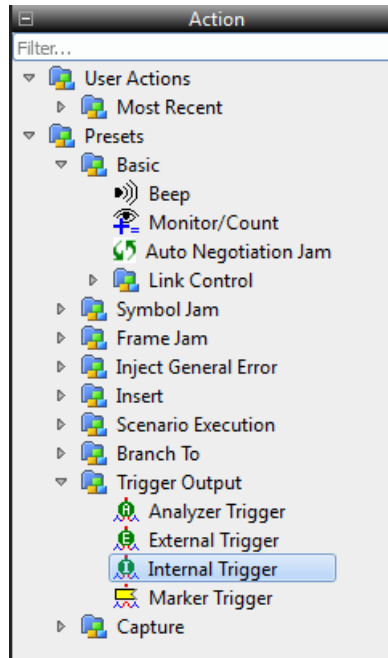 Action
Filter...
User Actions
Most Recent
Presets
Basic
Beep
Monitor/Count
Auto Negotiation Jam
Link Control
Symbol Jam
Frame Jam
Inject General Error
Insert
Scenario Execution
Branch To
Trigger Output
Analyzer Trigger
External Trigger
Internal Trigger
Marker Trigger
Capture